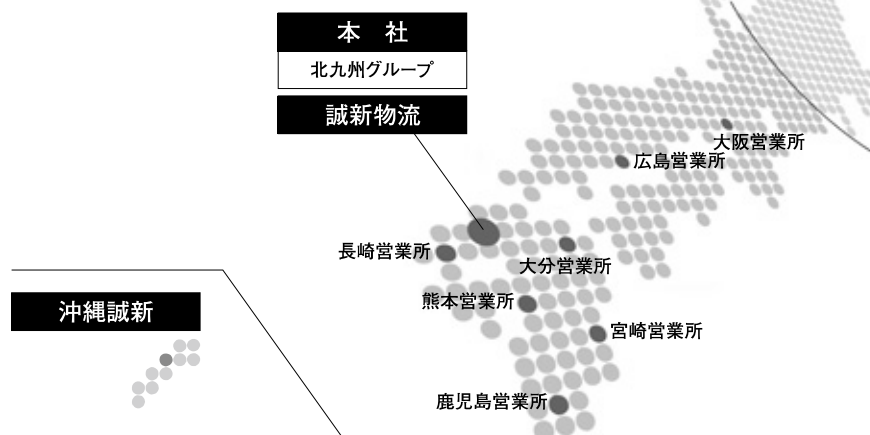 本 社
北九州グループ
誠新物流
大阪営業所
広島営業所
長崎営業所
大分営業所
熊本営業所
沖縄誠新
宮崎営業所
鹿児島営業所